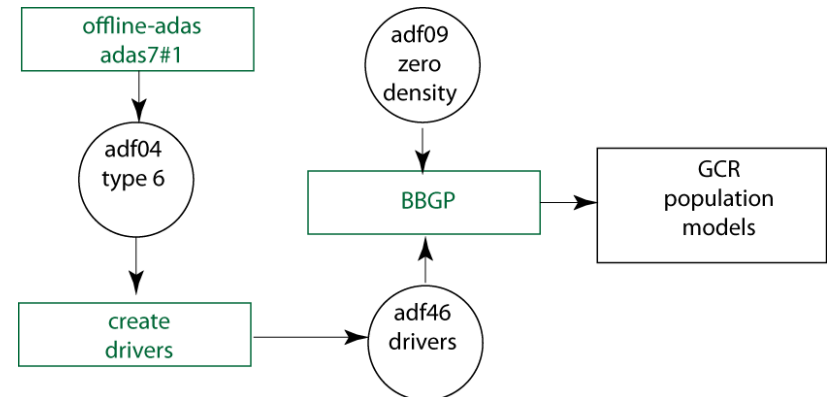 offline-adas
adas7#1
adf04
type 6
create
drivers
adf09
zero
density
BBGP
adf46
drivers
GCR
population
models